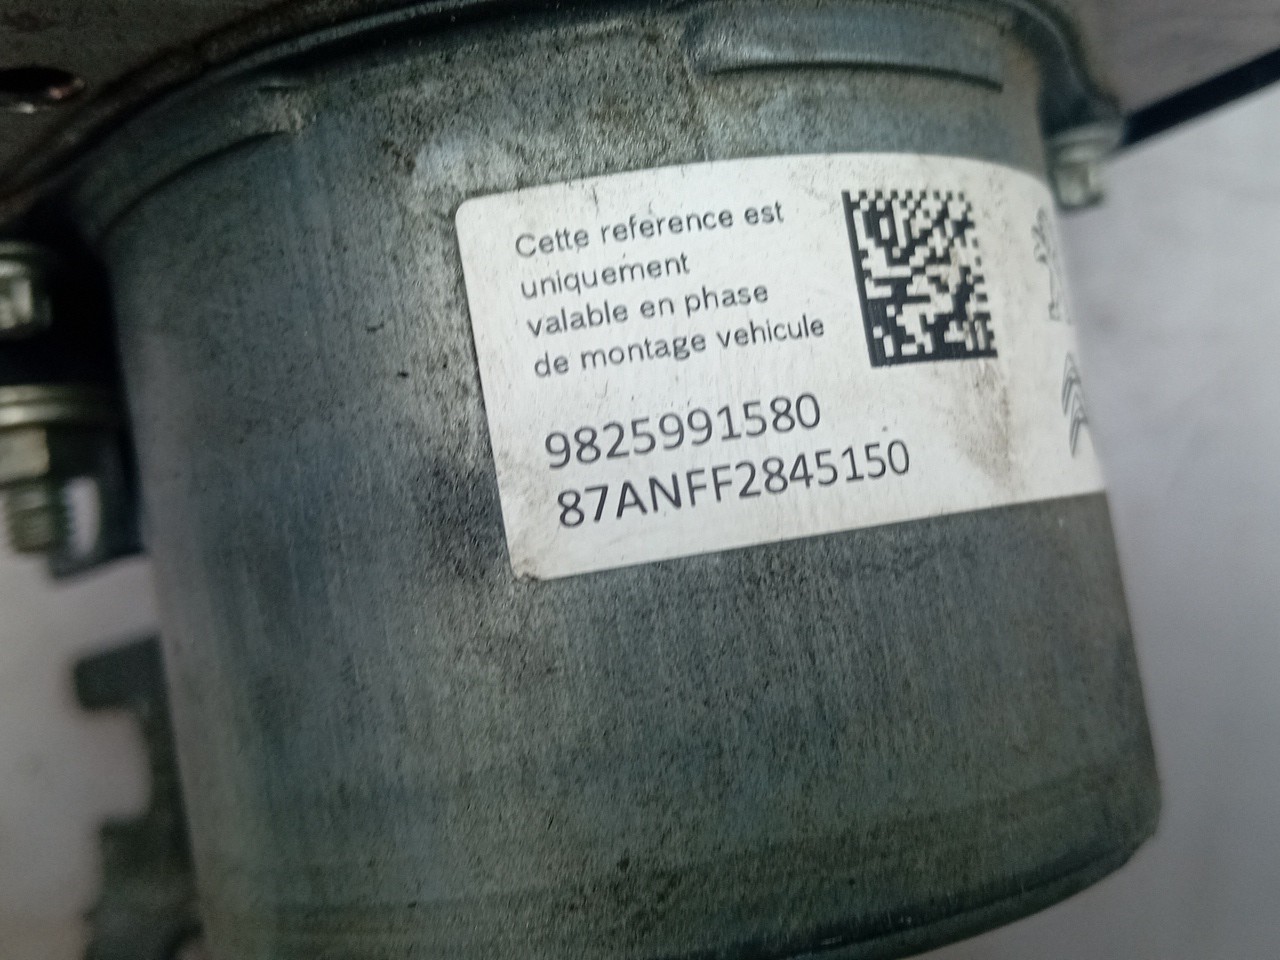 Cette reference est
uniquement
valable en phase
de montage vehicule
9825991580
87ANFF2845150